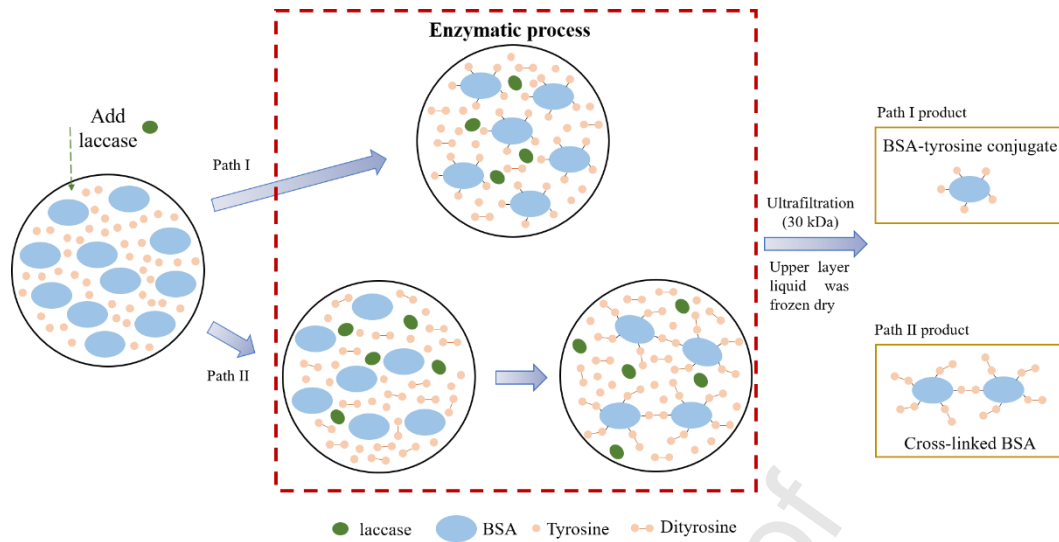 Enzymatic process
Add
laccase
Path I
Path II
Ultrafiltration
(30 kDa)
Upper layer
liquid was
frozen dry
Path I product
BSA-tyrosine conjugate
Path II product
Cross-linked BSA
laccase BSA Tyrosine Dityrosine
of